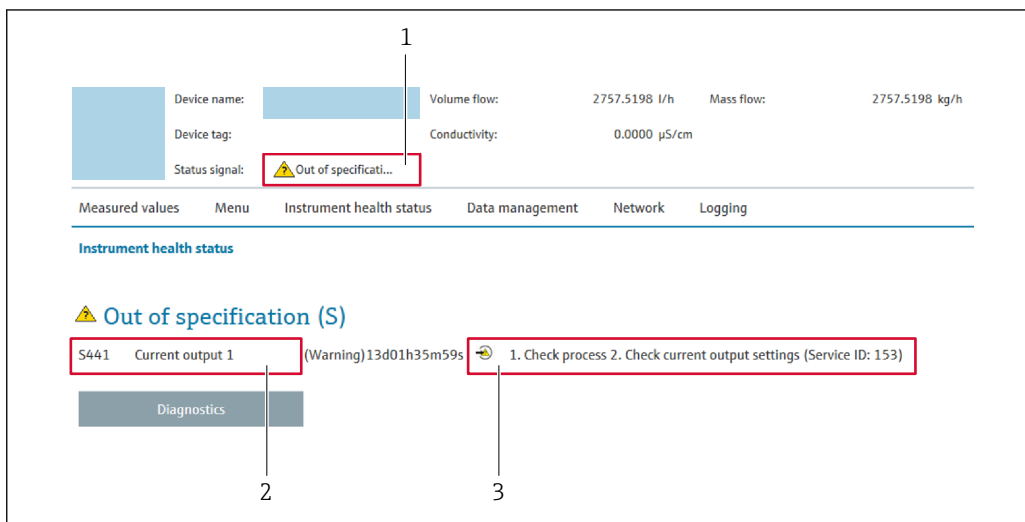 1
Device name: Volume flow: 2757.5198 l/h Mass flow: 2757.5198 kg/h
Device tag: Conductivity: 0.0000 µS/cm
Status signal: Out of specificati...
Measured values Menu Instrument health status Data management Network Logging
Instrument health status
Out of specification (S)
S441 Current output 1 (Warning)13d01h35m59s 1. Check process 2. Check current output settings (Service ID: 153)
Diagnostics
2 3